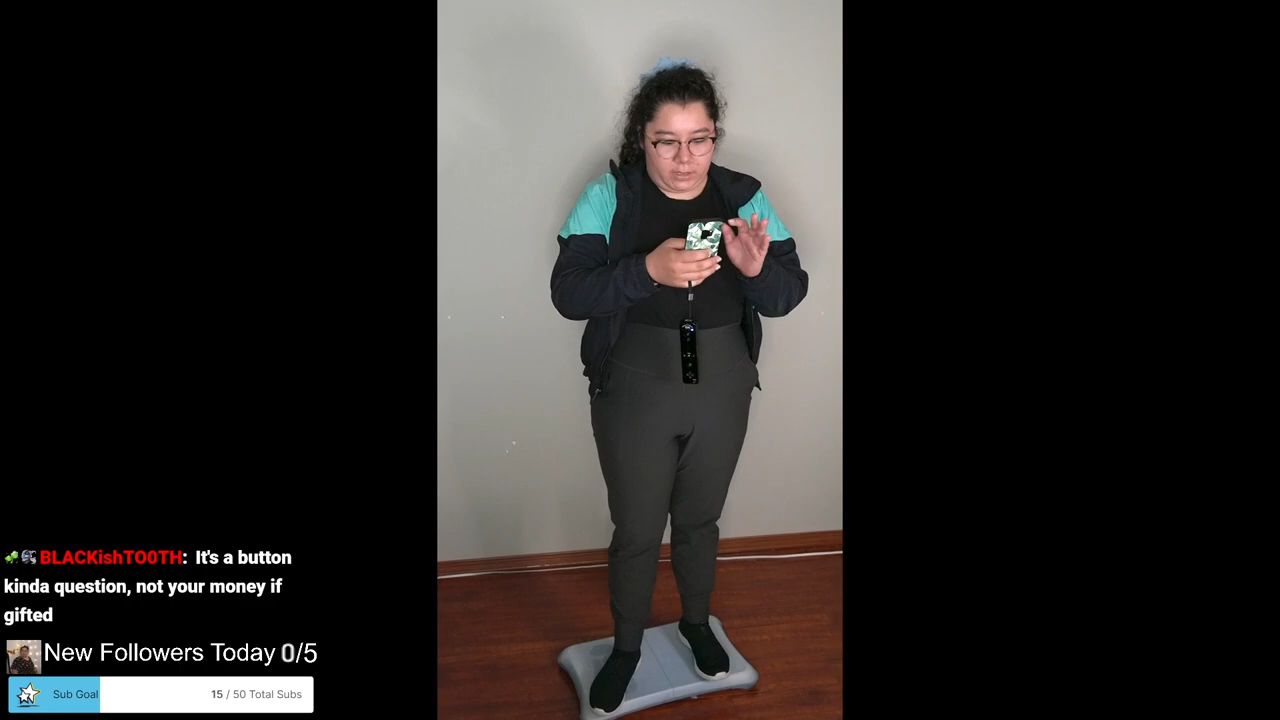 BLACKishTO0TH: It's a button
kinda question, not your money if
gifted
New Followers Today 0/5
Sub Goal 15 / 50 Total Subs